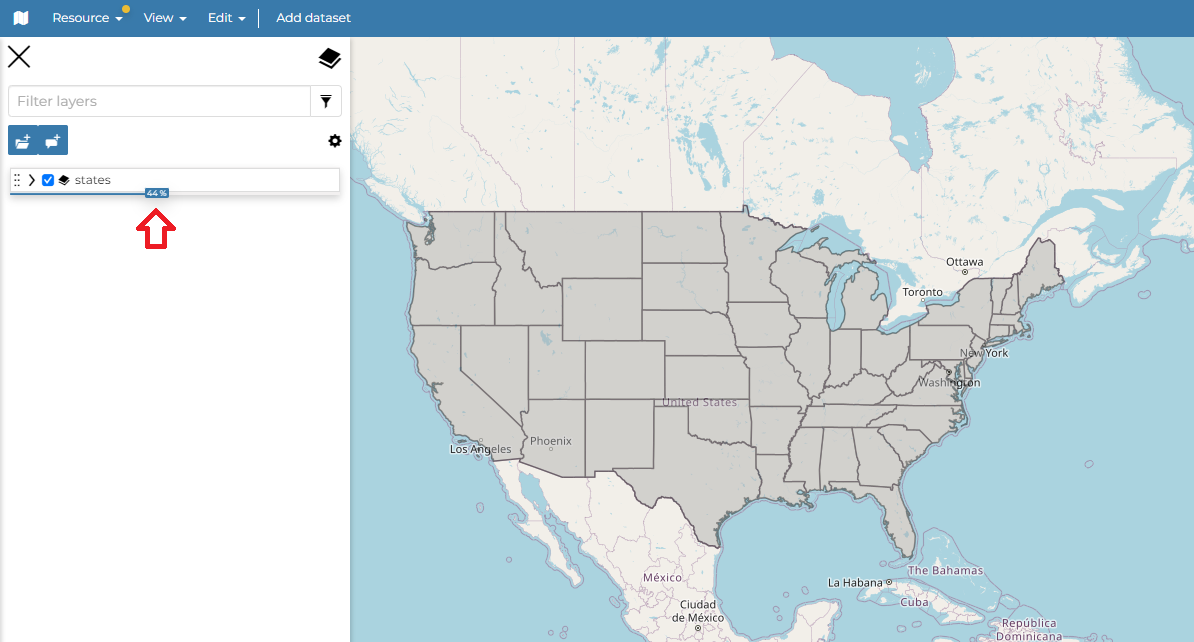 Resource View Edit Add dataset
Filter layers
states
44 %
Ottawa
Toronto
New York
Washington
United States
Phoenix
Los Angeles
The Bahamas
México
La Habana
Cuba
Ciudad
de México
República
Dominicana